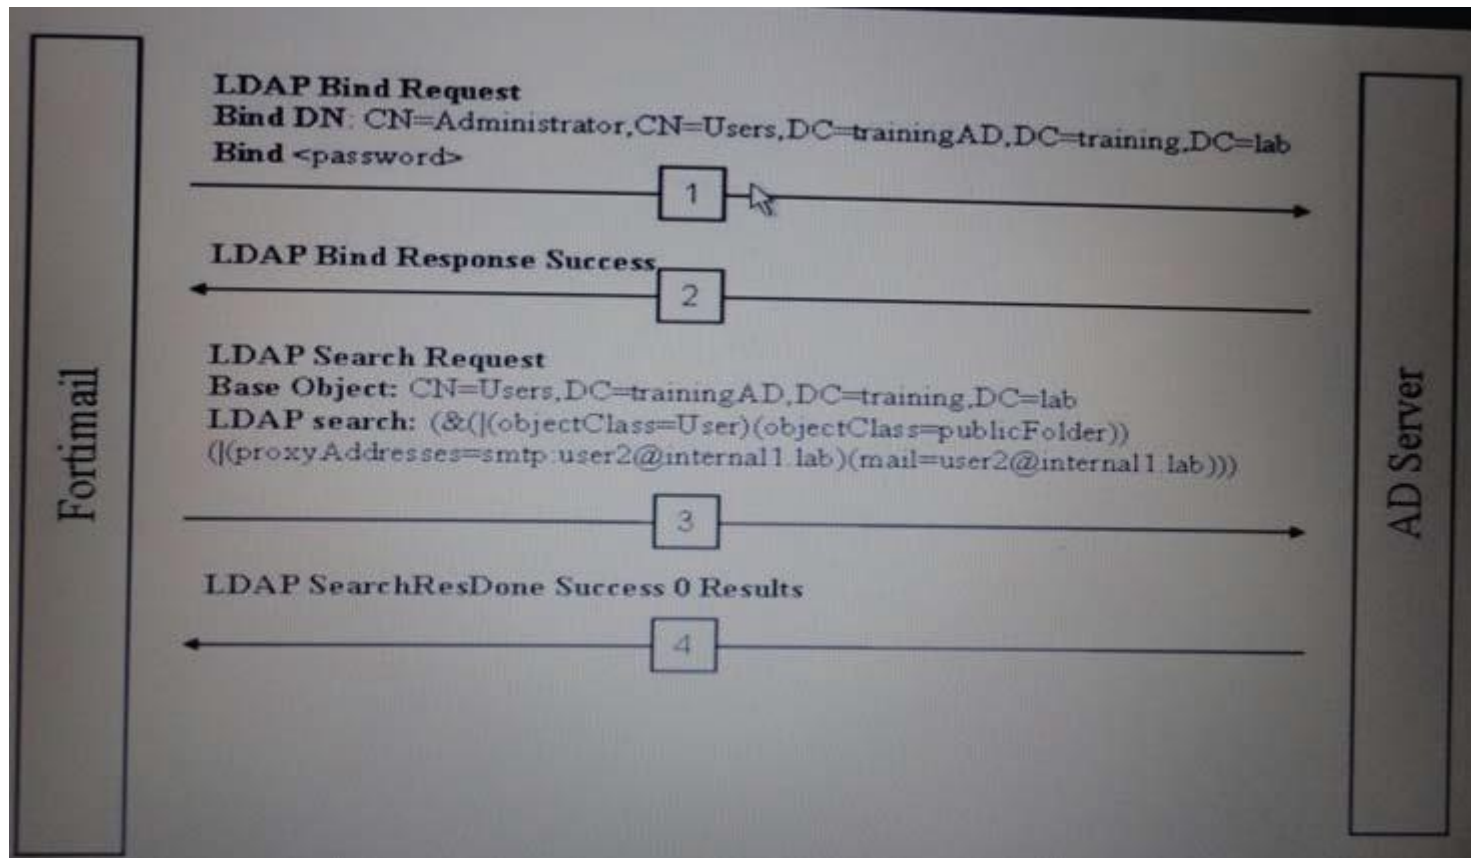 LDAP Bind Request
Bind DN: CN=Administrator,CN=Users,DC=trainingAD,DC=training,DC=lab
Bind <password>
1
LDAP Bind Response Success
2
LDAP Search Request
Base Object: CN=Users,DC=trainingAD,DC=training,DC=lab
LDAP search: (&(|(objectClass=User)(objectClass=publicFolder))
(|(proxyAddresses=smtp:user2@internal1.lab)(mail=user2@internal1.lab)))
3
LDAP SearchResDone Success 0 Results
4
Fortimail
AD Server